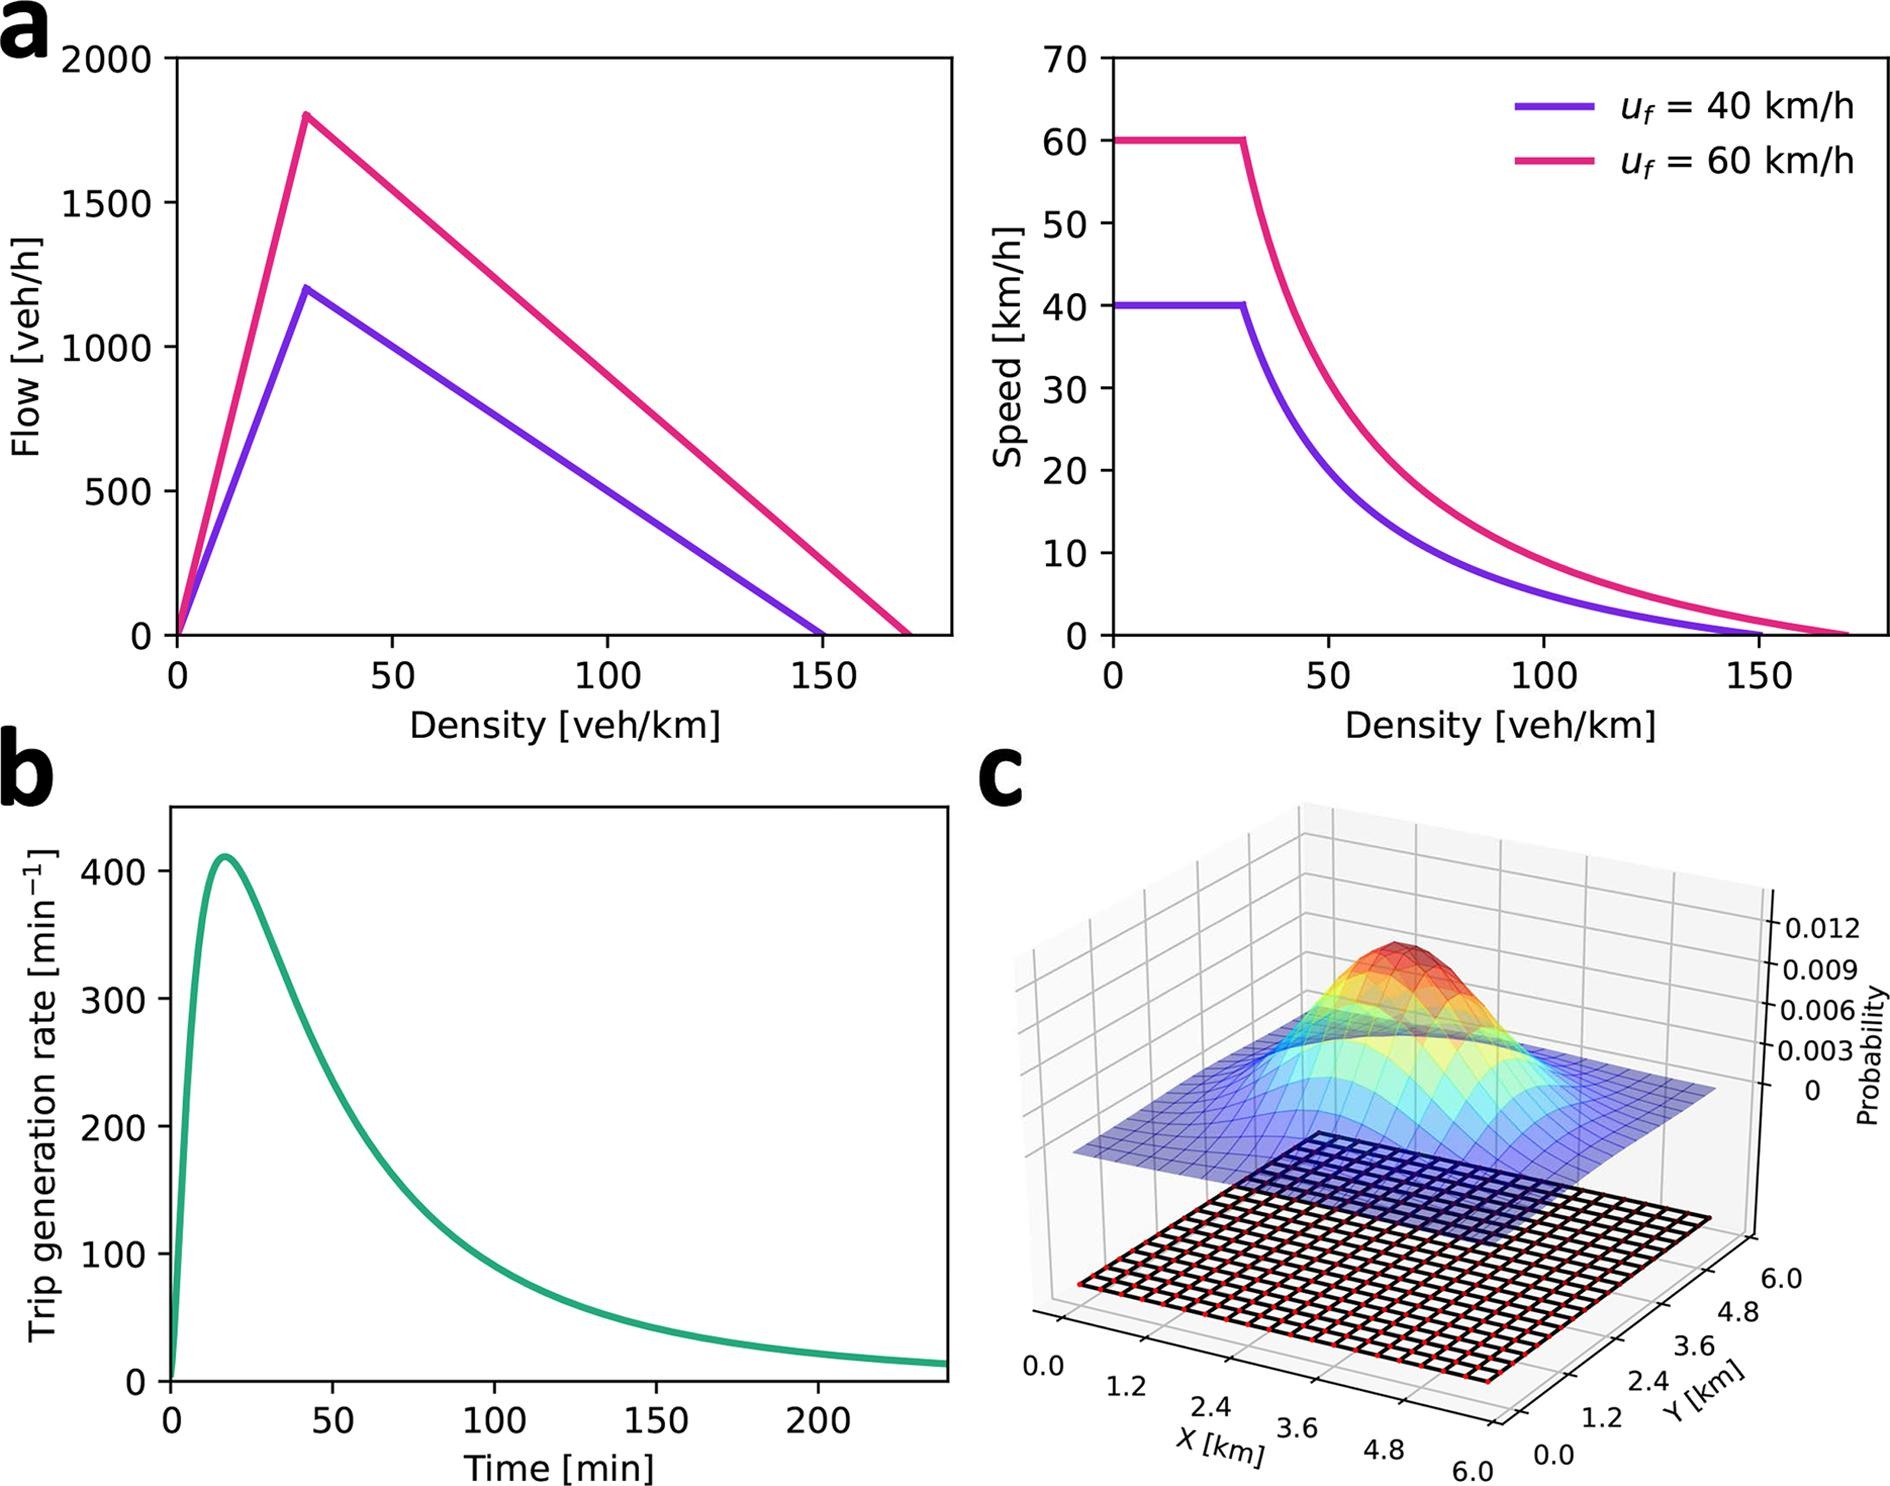 a
2000
1500
1000
500
0
0 50 100 150
Flow [veh/h]
Density [veh/km]
70
60
50
40
30
20
10
0
0 50 100 150
Speed [km/h]
Density [veh/km]
u_f = 40 km/h
u_f = 60 km/h
b
400
300
200
100
0
0 50 100 150 200
Trip generation rate [min⁻¹]
Time [min]
c
0.012
0.009
0.006
0.003
0
Probability
0.0 1.2 2.4 3.6 4.8 6.0
X [km]
0.0 1.2 2.4 3.6 4.8 6.0
Y [km]